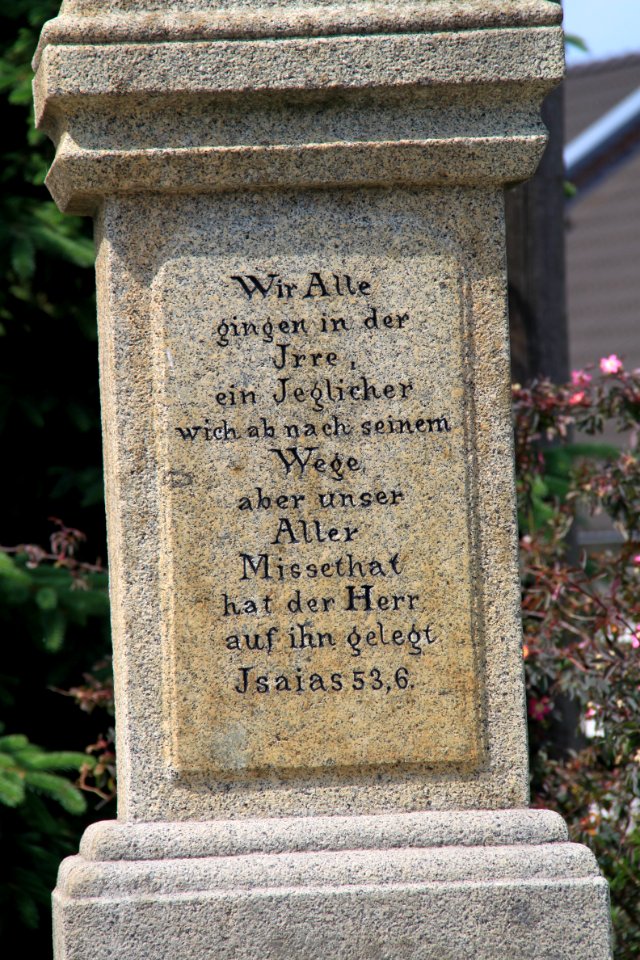 Wir Alle
gingen in der
Jrre,
ein Jeglicher
wich ab nach seinem
Wege
aber unser
Aller
Missethat
hat der Herr
auf ihn gelegt
Jsaias 53,6.